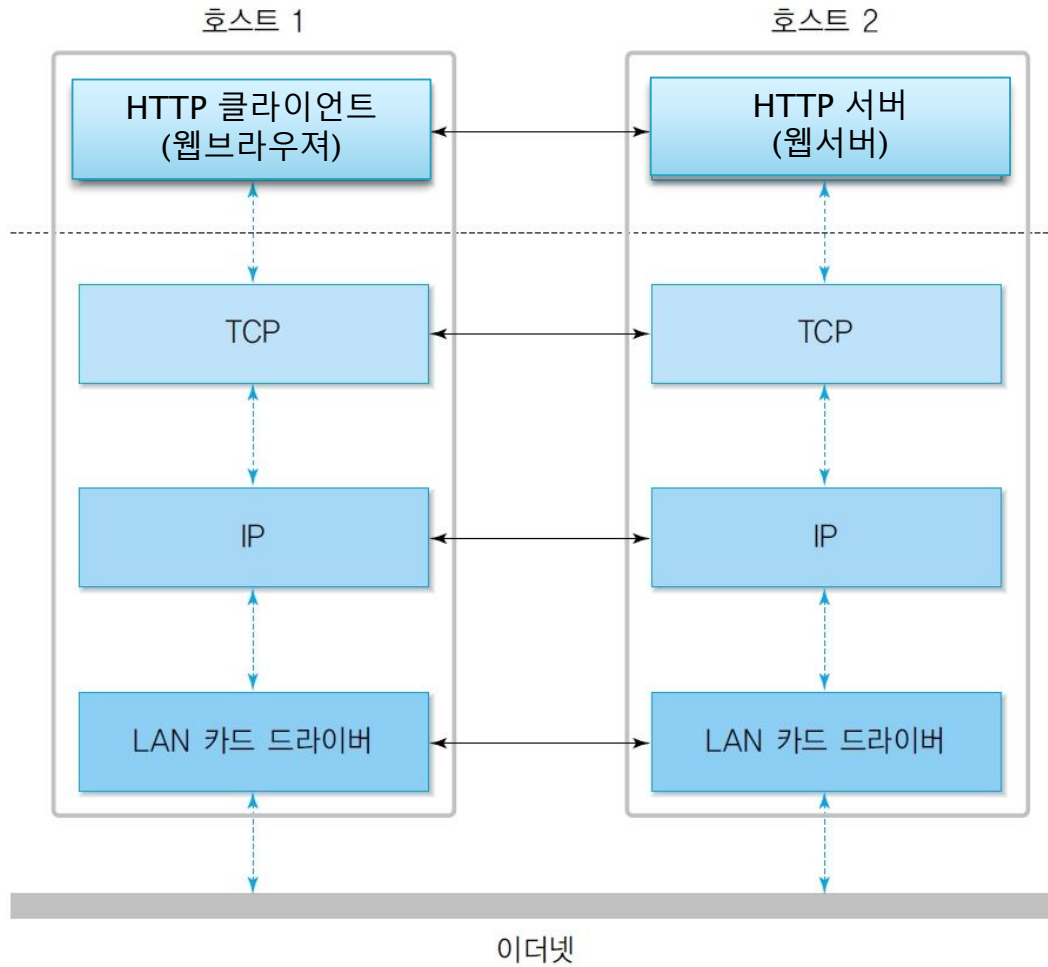 호스트 1
호스트 2
HTTP 클라이언트
(웹브라우져)
HTTP 서버
(웹서버)
TCP
TCP
IP
IP
LAN 카드 드라이버
LAN 카드 드라이버
이더넷